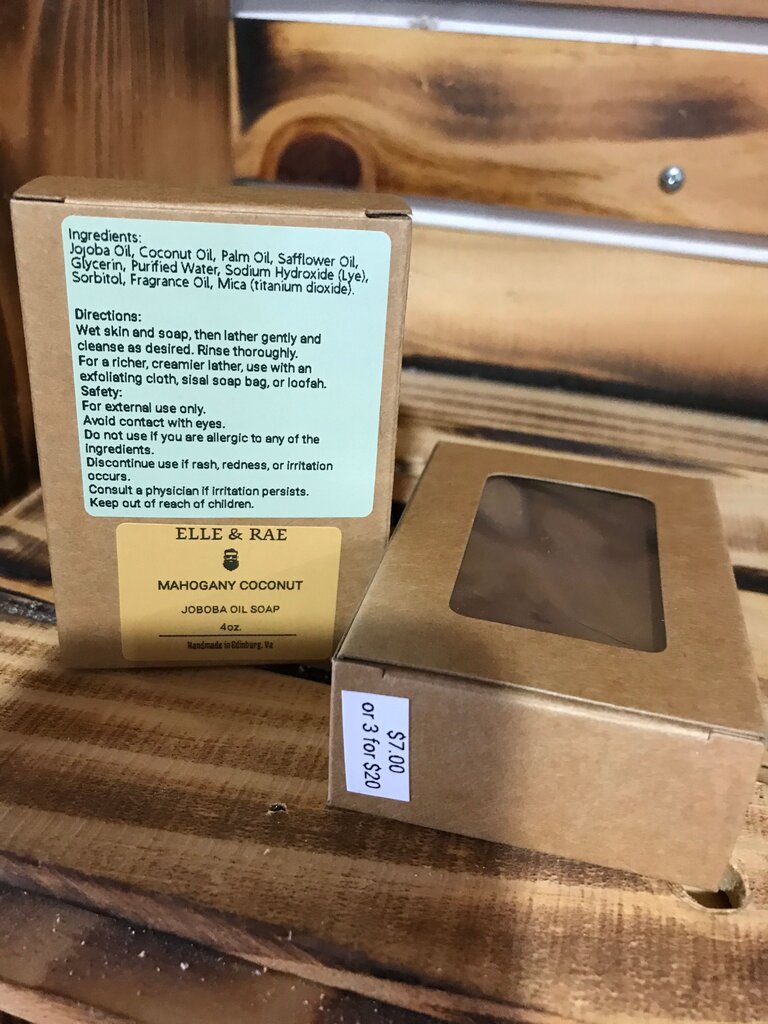 Ingredients:
Jojoba Oil, Coconut Oil, Palm Oil, Safflower Oil,
Glycerin, Purified Water, Sodium Hydroxide (Lye),
Sorbitol, Fragrance Oil, Mica (titanium dioxide).
Directions:
Wet skin and soap, then lather gently and
cleanse as desired. Rinse thoroughly.
For a richer, creamier lather, use with an
exfoliating cloth, sisal soap bag, or loofah.
Safety:
For external use only.
Avoid contact with eyes.
Do not use if you are allergic to any of the
ingredients.
Discontinue use if rash, redness, or irritation
occurs.
Consult a physician if irritation persists.
Keep out of reach of children.
ELLE & RAE
MAHOGANY COCONUT
JOBOBA OIL SOAP
4oz.
Handmade in Edinburg, Va
$7.00
or 3 for $20